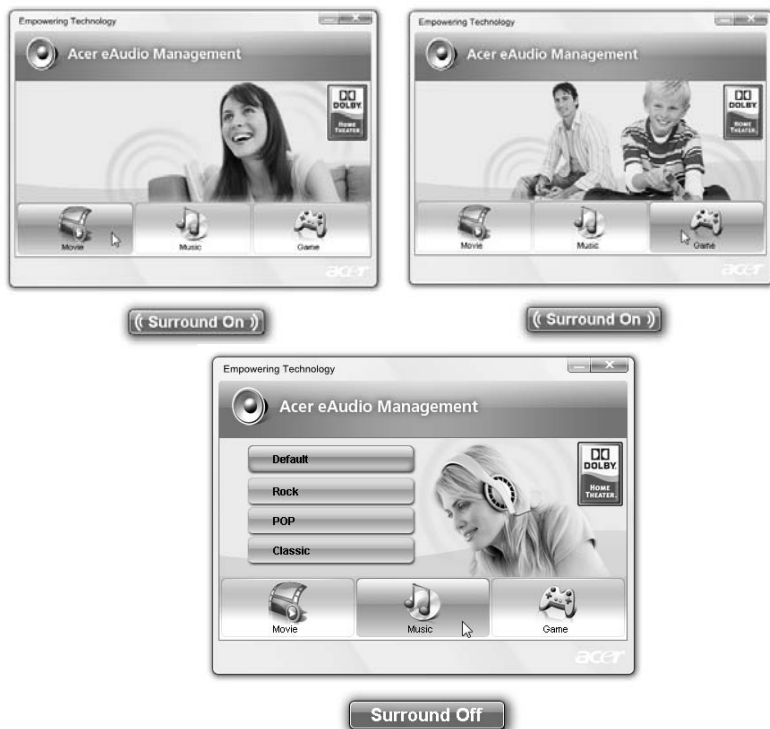 Empowering Technology
Acer eAudio Management
DOLBY
HOME THEATER
Movie
Music
Game
acer
(( Surround On ))
Empowering Technology
Acer eAudio Management
DOLBY
HOME THEATER
Movie
Music
Game
acer
(( Surround On ))
Empowering Technology
Acer eAudio Management
Default
Rock
POP
Classic
DOLBY
HOME THEATER
Movie
Music
Game
acer
Surround Off